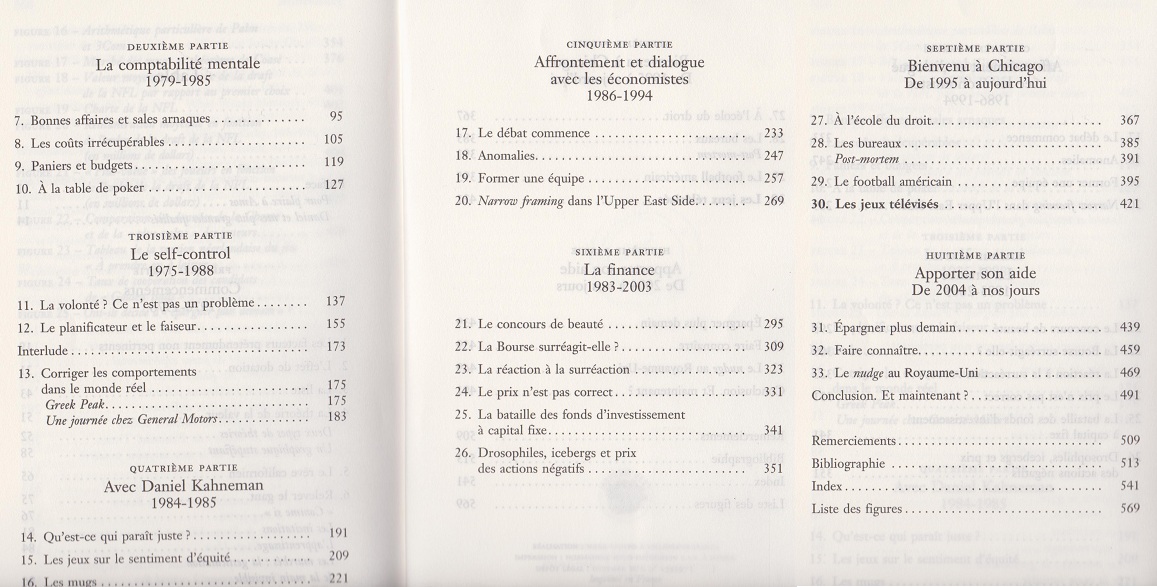 DEUXIÈME PARTIE
La comptabilité mentale
1979-1985
7. Bonnes affaires et sales arnaques .............. 95
8. Les coûts irrécupérables ..................... 105
9. Paniers et budgets......................... 119
10. À la table de poker ....................... 127
TROISIÈME PARTIE
Le self-control
1975-1988
11. La volonté ? Ce n'est pas un problème........ 137
12. Le planificateur et le faiseur................. 155
Interlude.................................. 173
13. Corriger les comportements
dans le monde réel ........................ 175
Greek Peak.............................. 175
Une journée chez General Motors............. 183
QUATRIÈME PARTIE
Avec Daniel Kahneman
1984-1985
14. Qu'est-ce qui paraît juste ?.................. 191
15. Les jeux sur le sentiment d'équité............. 209
16. Les mugs................................ 221
CINQUIÈME PARTIE
Affrontement et dialogue
avec les économistes
1986-1994
17. Le débat commence ....................... 233
18. Anomalies............................... 247
19. Former une équipe ........................ 257
20. Narrow framing dans l'Upper East Side........ 269
SIXIÈME PARTIE
La finance
1983-2003
21. Le concours de beauté ..................... 295
22. La Bourse surréagit-elle ?................... 309
23. La réaction à la surréaction ................. 323
24. Le prix n'est pas correct.................... 331
25. La bataille des fonds d'investissement
à capital fixe.............................. 341
26. Drosophiles, icebergs et prix
des actions négatifs ........................ 351
SEPTIÈME PARTIE
Bienvenu à Chicago
De 1995 à aujourd'hui
27. À l'école du droit.......................... 367
28. Les bureaux.............................. 385
Post-mortem ............................. 391
29. Le football américain ...................... 395
30. Les jeux télévisés ....................... 421
HUITIÈME PARTIE
Apporter son aide
De 2004 à nos jours
31. Épargner plus demain...................... 439
32. Faire connaître............................ 459
33. Le nudge au Royaume-Uni .................. 469
Conclusion. Et maintenant ?................... 491
Remerciements............................. 509
Bibliographie .............................. 513
Index.................................... 541
Liste des figures............................ 569